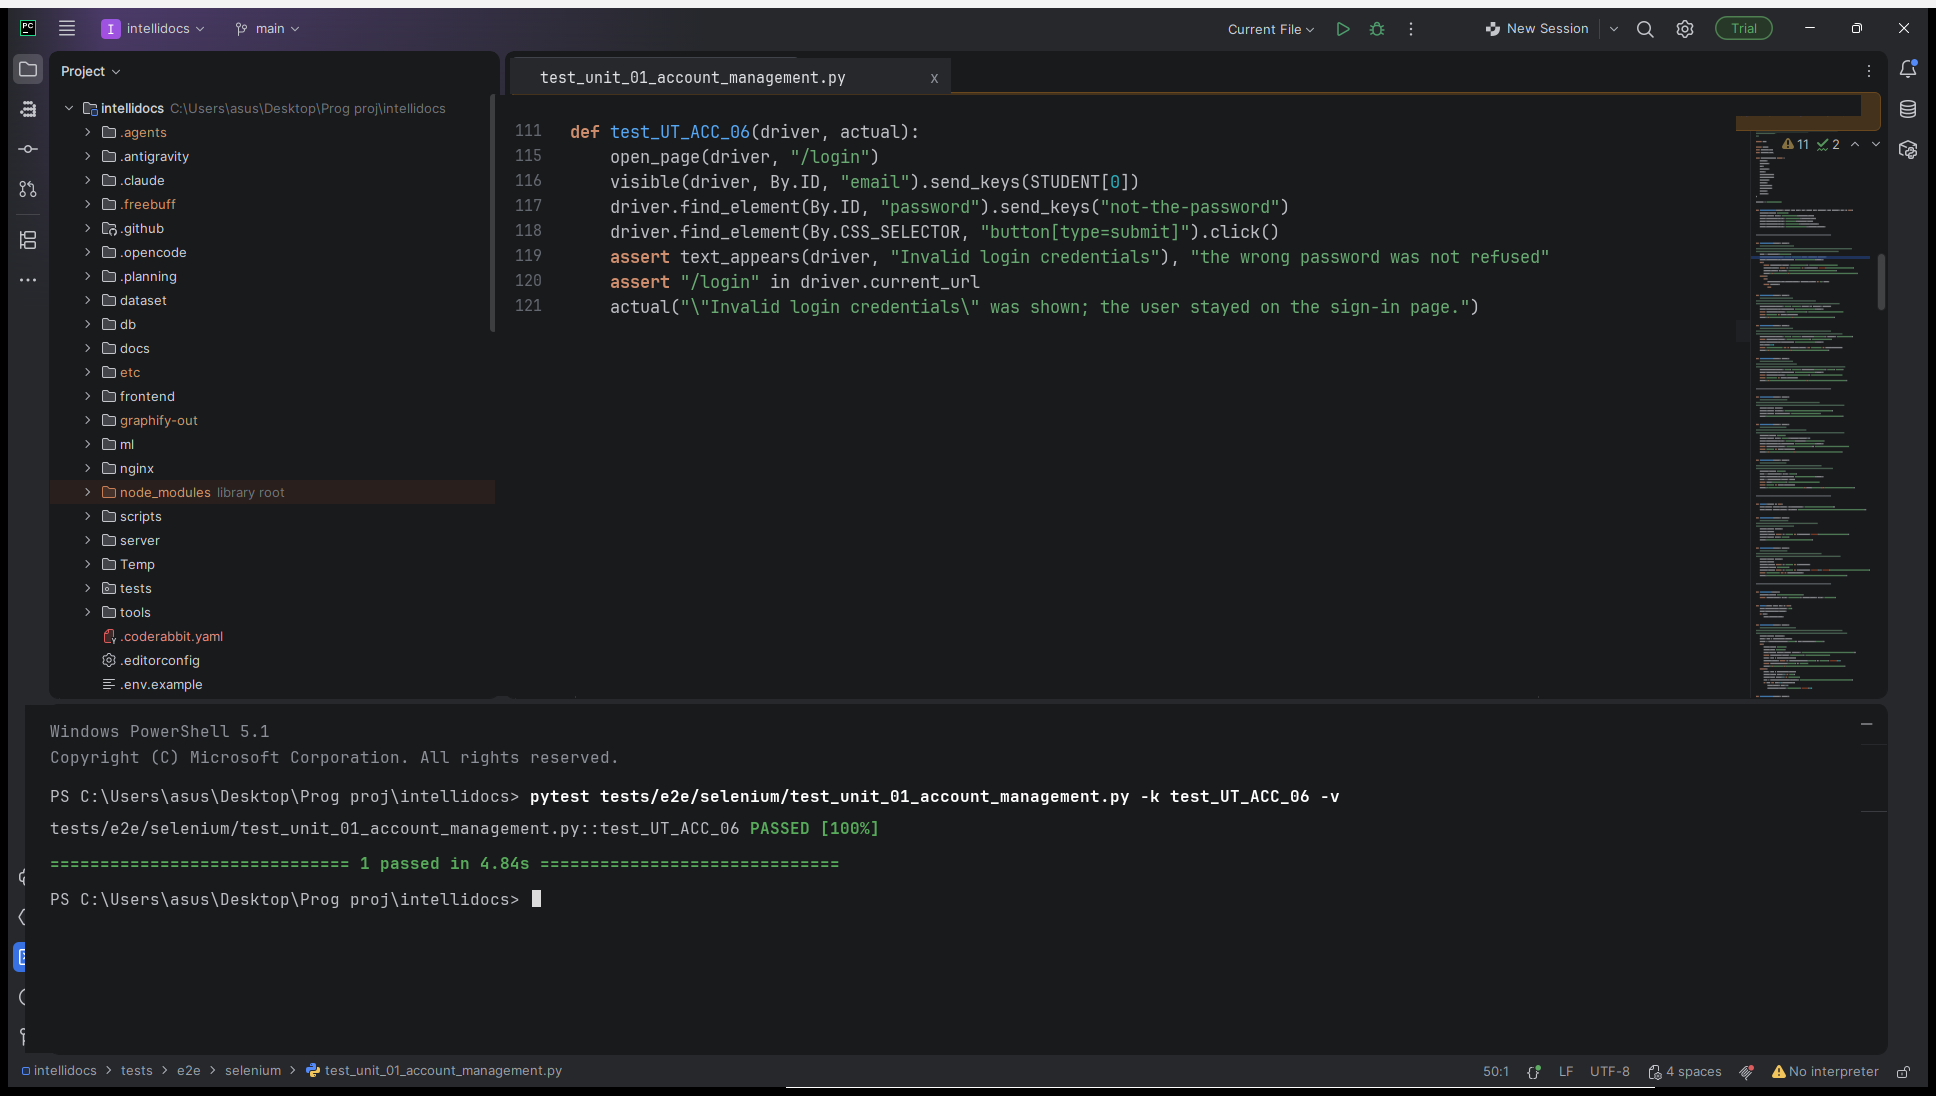 PC I intellidocs main Current File New Session Trial
Project
test_unit_01_account_management.py x
intellidocs C:\Users\asus\Desktop\Prog proj\intellidocs
.agents
.antigravity
.claude
.freebuff
.github
.opencode
.planning
dataset
db
docs
etc
frontend
graphify-out
ml
nginx
node_modules library root
scripts
server
Temp
tests
tools
.coderabbit.yaml
.editorconfig
.env.example
11 2
111 def test_UT_ACC_06(driver, actual):
115 open_page(driver, "/login")
116 visible(driver, By.ID, "email").send_keys(STUDENT[0])
117 driver.find_element(By.ID, "password").send_keys("not-the-password")
118 driver.find_element(By.CSS_SELECTOR, "button[type=submit]").click()
119 assert text_appears(driver, "Invalid login credentials"), "the wrong password was not refused"
120 assert "/login" in driver.current_url
121 actual("\"Invalid login credentials\" was shown; the user stayed on the sign-in page.")
Windows PowerShell 5.1
Copyright (C) Microsoft Corporation. All rights reserved.
PS C:\Users\asus\Desktop\Prog proj\intellidocs> pytest tests/e2e/selenium/test_unit_01_account_management.py -k test_UT_ACC_06 -v
tests/e2e/selenium/test_unit_01_account_management.py::test_UT_ACC_06 PASSED [100%]
============================== 1 passed in 4.84s ==============================
PS C:\Users\asus\Desktop\Prog proj\intellidocs>
intellidocs > tests > e2e > selenium > test_unit_01_account_management.py 50:1 LF UTF-8 4 spaces No interpreter